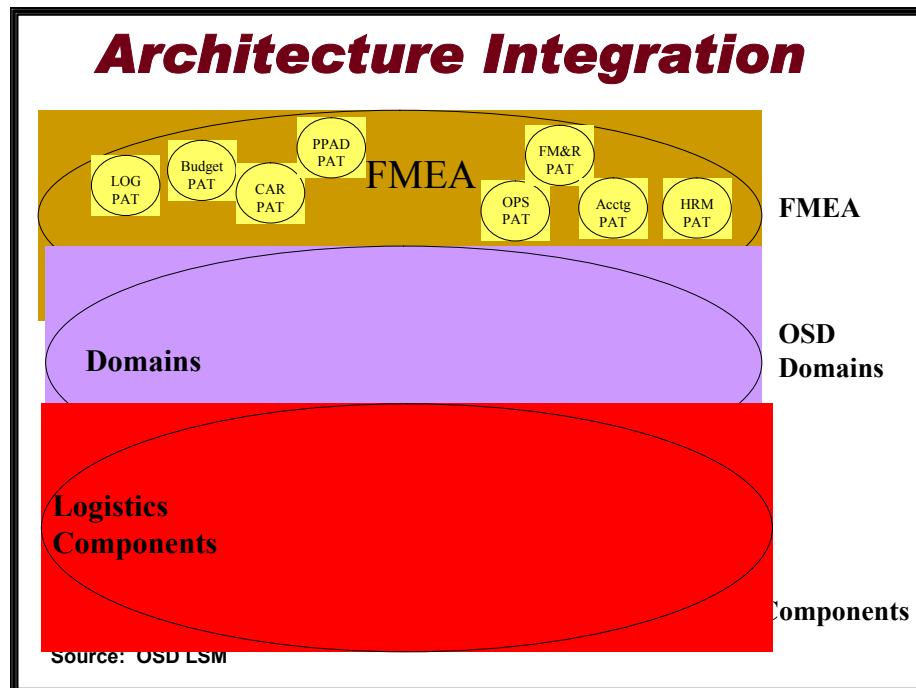 Architecture Integration
PPAD
PAT
FMEA
FM&R
PAT
LOG
PAT
Budget
PAT
CAR
PAT
OPS
PAT
Acctg
PAT
HRM
PAT
FMEA
Domains
OSD
Domains
Logistics
Components
Components
Source: OSD LSM